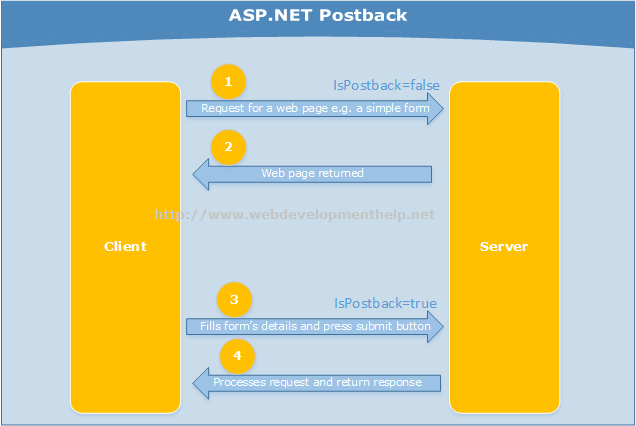 ASP.NET Postback
1
IsPostback=false
Request for a web page e.g. a simple form
2
Web page returned
http://www.webdevelopmenthelp.net
Client
Server
3
IsPostback=true
Fills form's details and press submit button
4
Processes request and return response